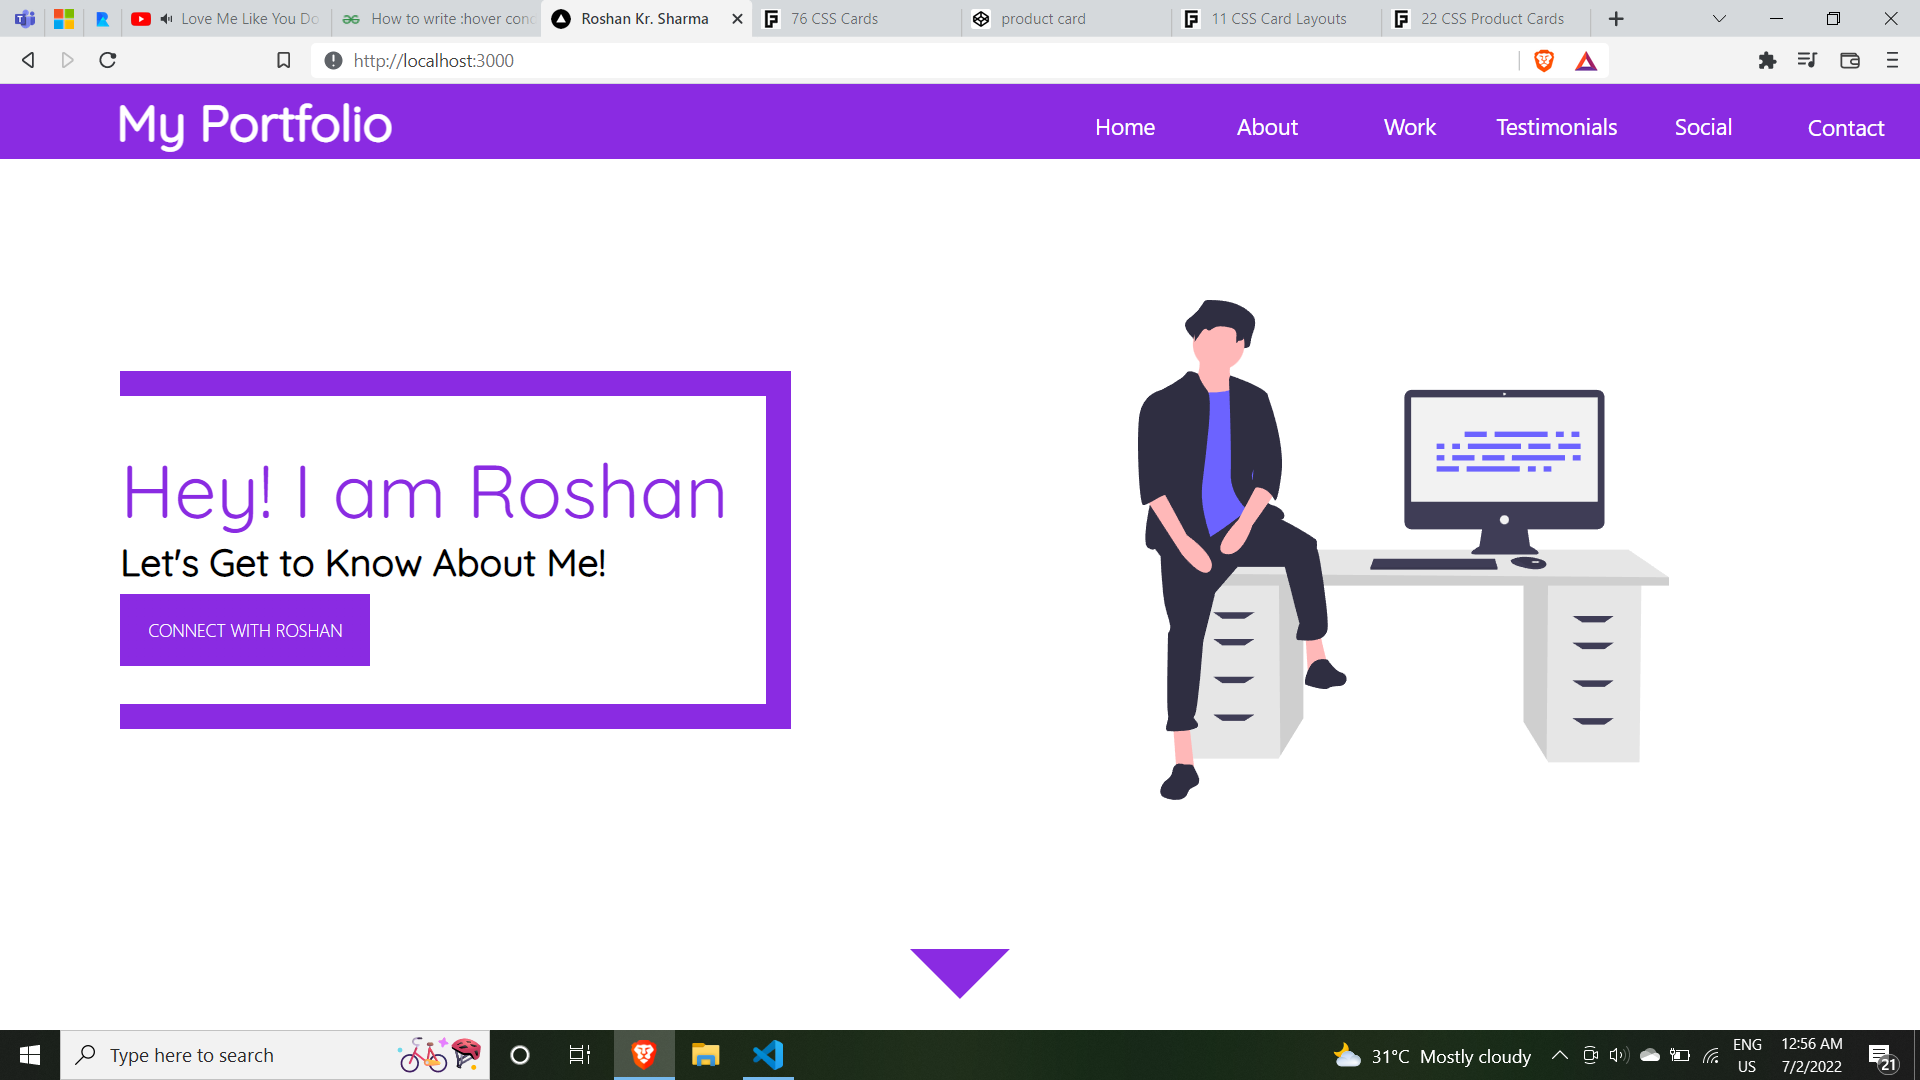 Love Me Like You Do
How to write :hover conc
Roshan Kr. Sharma
76 CSS Cards
product card
11 CSS Card Layouts
22 CSS Product Cards
http://localhost:3000
My Portfolio
Home
About
Work
Testimonials
Social
Contact
Hey! I am Roshan
Let's Get to Know About Me!
CONNECT WITH ROSHAN
Type here to search
31°C Mostly cloudy
ENG
US
12:56 AM
7/2/2022
21